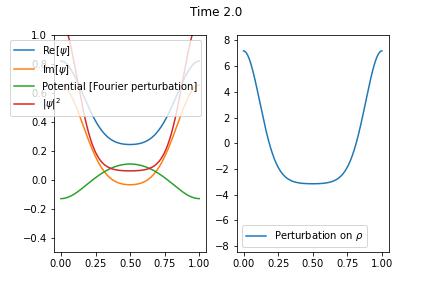 Time 2.0
1.0
0.8
0.6
0.4
0.2
0.0
−0.2
−0.4
0.00 0.25 0.50 0.75 1.00
Re[ψ]
Im[ψ]
Potential [Fourier perturbation]
|ψ|²
8
6
4
2
0
−2
−4
−6
−8
0.00 0.25 0.50 0.75 1.00
Perturbation on ρ